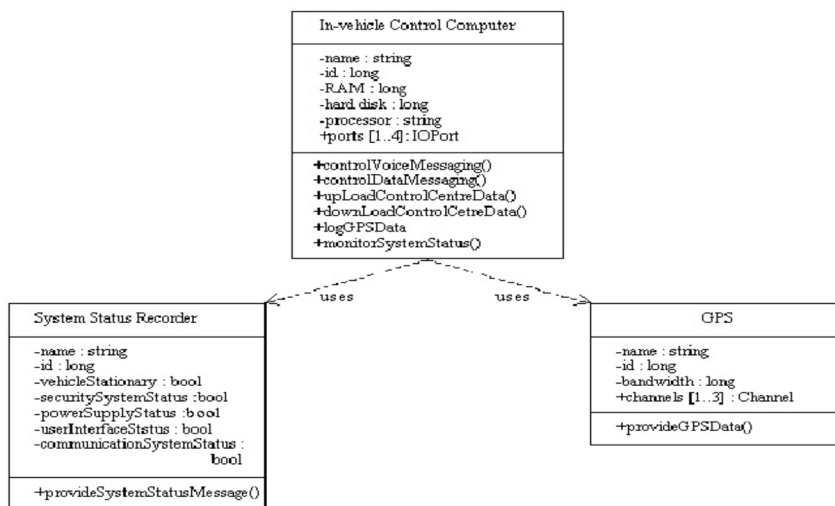 In-vehicle Control Computer
-name : string
-id : long
-RAM : long
-hard disk : long
-processor : string
+ports [1..4] : IOPort
+controlVoiceMessaging()
+controlDataMessaging()
+upLoadControlCentreData()
+downLoadControlCetreData()
+logGPSData
+monitorSystemStatus()
uses
uses
System Status Recorder
-name : string
-id : long
-vehicleStationary : bool
-securitySystemStatus :bool
-powerSupplyStatus :bool
-userInterfaceStstus : bool
-communicationSystemStatus :
bool
+provideSystemStatusMessage()
GPS
-name : string
-id : long
-bandwidth : long
+channels [1..3] : Channel
+provideGPSData()